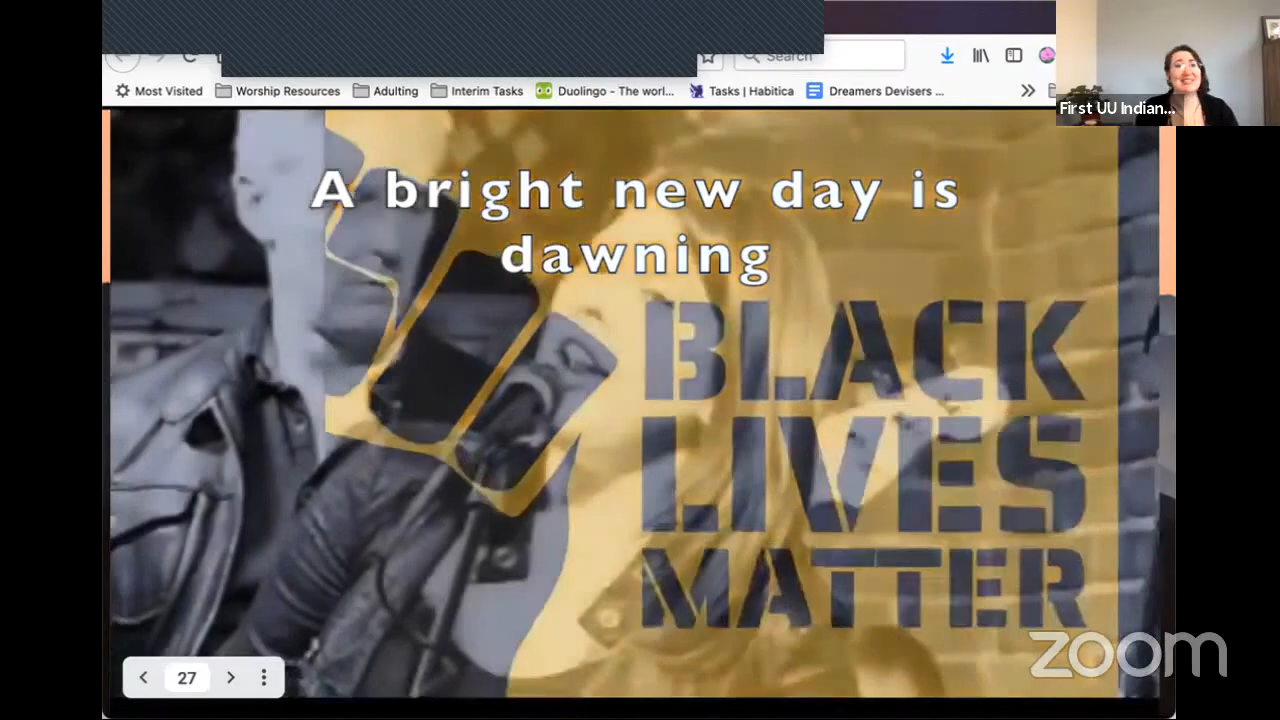 Search
Most Visited
Worship Resources
Adulting
Interim Tasks
Duolingo - The worl...
Tasks | Habitica
Dreamers Devisers ...
First UU Indian...
A bright new day is
dawning
BLACK
LIVES
MATTER
27
zoom